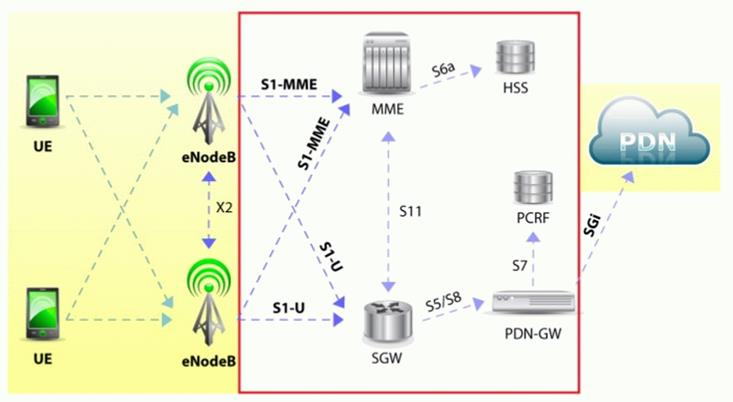 S1-MME
S6a
HSS
MME
UE
eNodeB
S1-MME
PDN
X2
S11
PCRF
SGi
S1-U
S7
S1-U
S5/S8
PDN-GW
UE
eNodeB
SGW